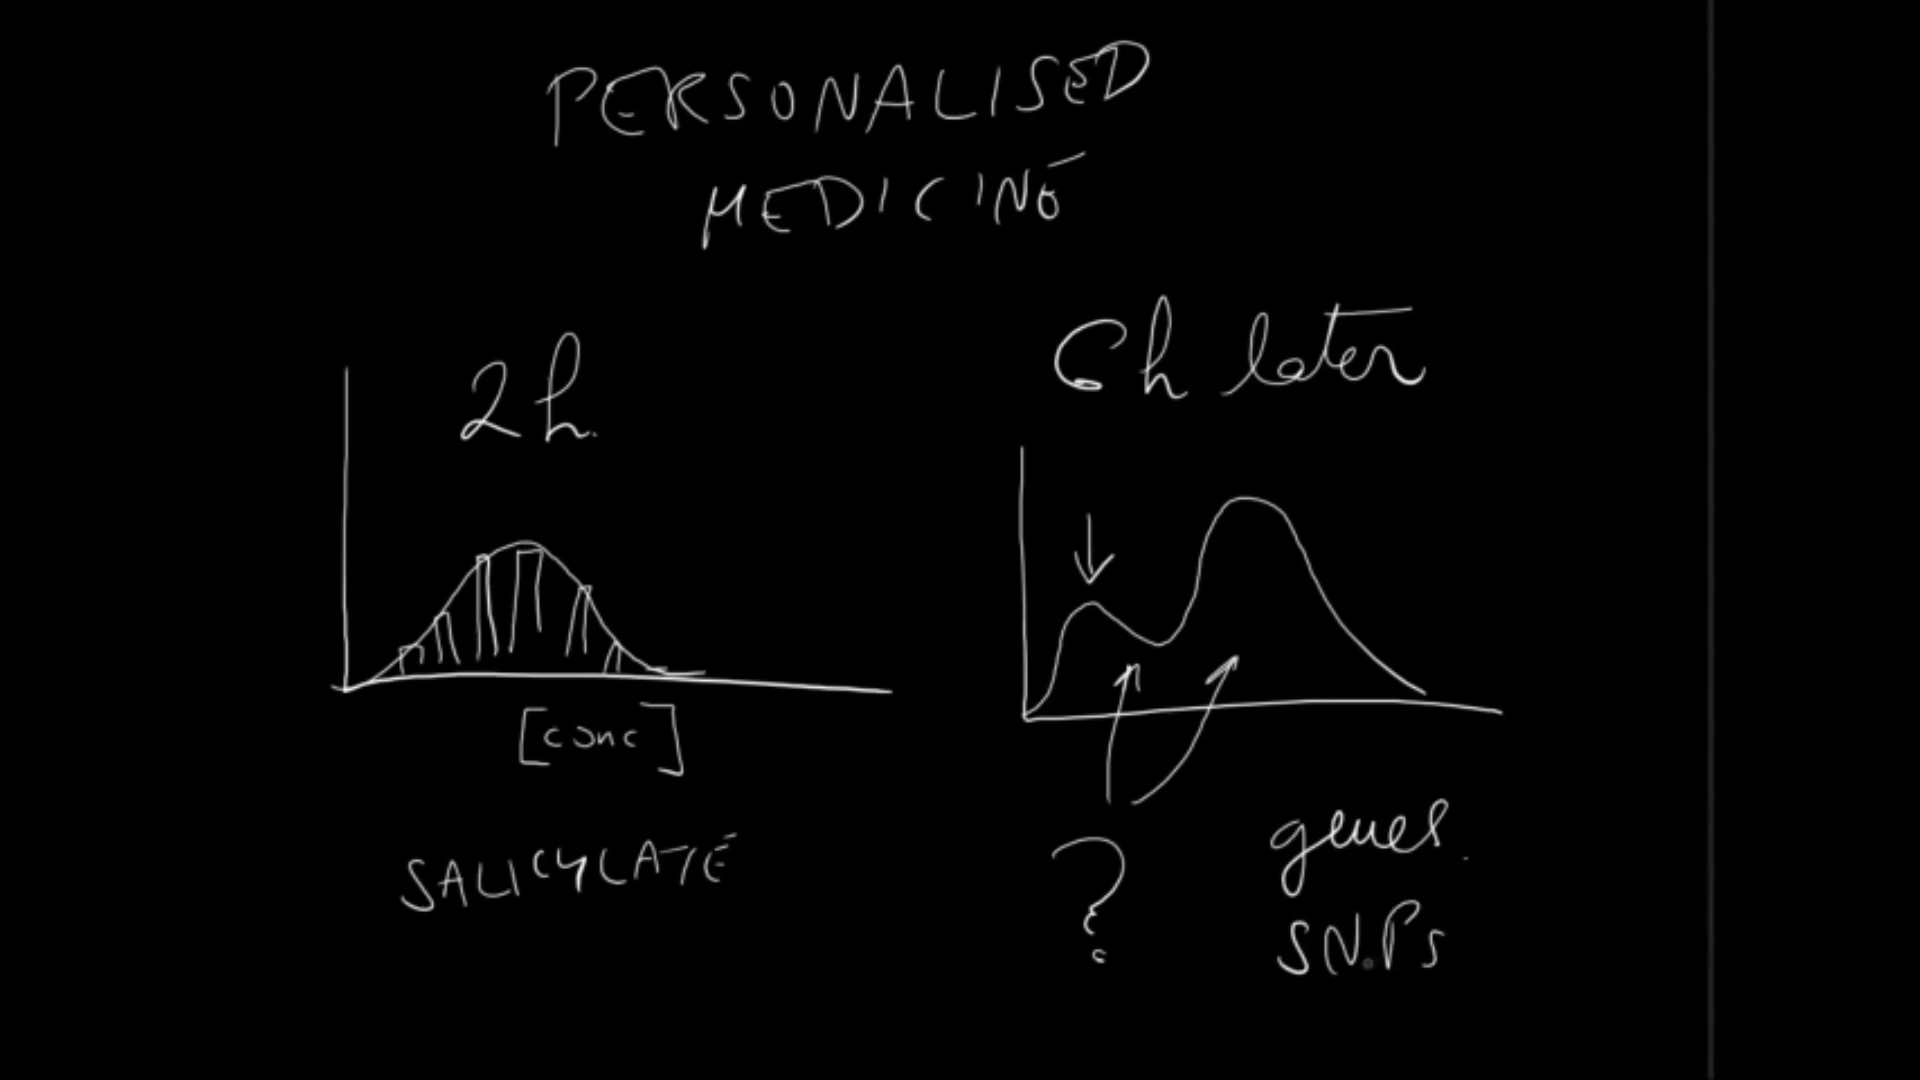 PERSONALISED
MEDICINE
2h.
6h later
[conc]
SALICYLATE
?
genes.
SNPs